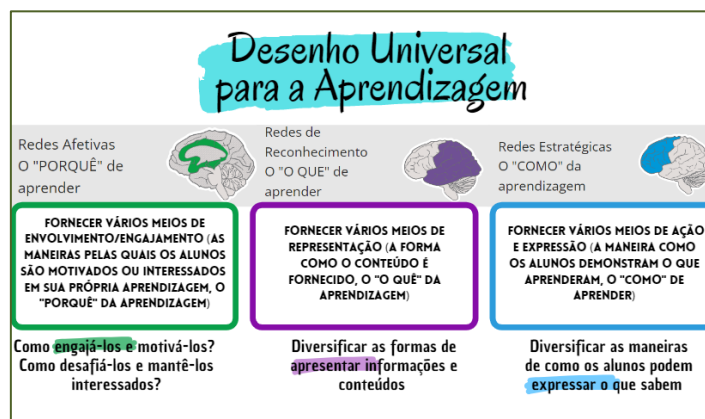 Desenho Universal
para a Aprendizagem
Redes Afetivas
O "PORQUÊ" de
aprender
Redes de
Reconhecimento
O "O QUE" de
aprender
Redes Estratégicas
O "COMO" da
aprendizagem
FORNECER VÁRIOS MEIOS DE
ENVOLVIMENTO/ENGAJAMENTO (AS
MANEIRAS PELAS QUAIS OS ALUNOS
SÃO MOTIVADOS OU INTERESSADOS
EM SUA PRÓPRIA APRENDIZAGEM, O
"PORQUÊ" DA APRENDIZAGEM)
FORNECER VÁRIOS MEIOS DE
REPRESENTAÇÃO (A FORMA
COMO O CONTEÚDO É
FORNECIDO, O "O QUÊ" DA
APRENDIZAGEM)
FORNECER VÁRIOS MEIOS DE AÇÃO
E EXPRESSÃO (A MANEIRA COMO
OS ALUNOS DEMONSTRAM O QUE
APRENDERAM, O "COMO" DE
APRENDER)
Como engajá-los e motivá-los?
Como desafiá-los e mantê-los
interessados?
Diversificar as formas de
apresentar informações e
conteúdos
Diversificar as maneiras
de como os alunos podem
expressar o que sabem